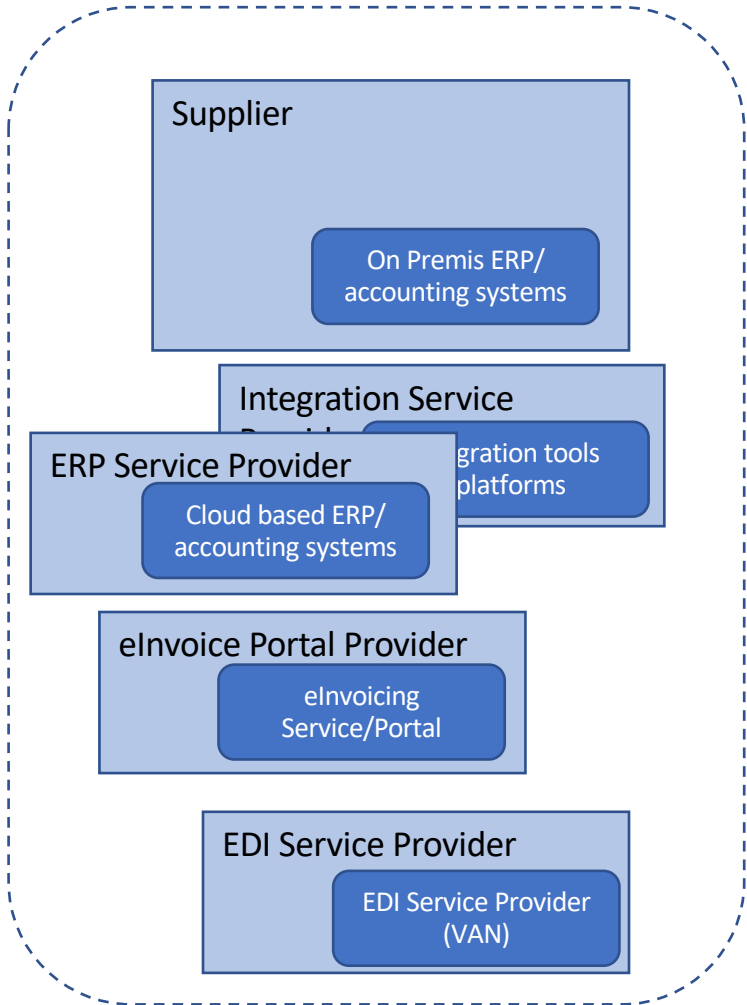 Supplier
On Premis ERP/
accounting systems
Integration Service
gration tools
platforms
ERP Service Provider
Cloud based ERP/
accounting systems
eInvoice Portal Provider
eInvoicing
Service/Portal
EDI Service Provider
EDI Service Provider
(VAN)